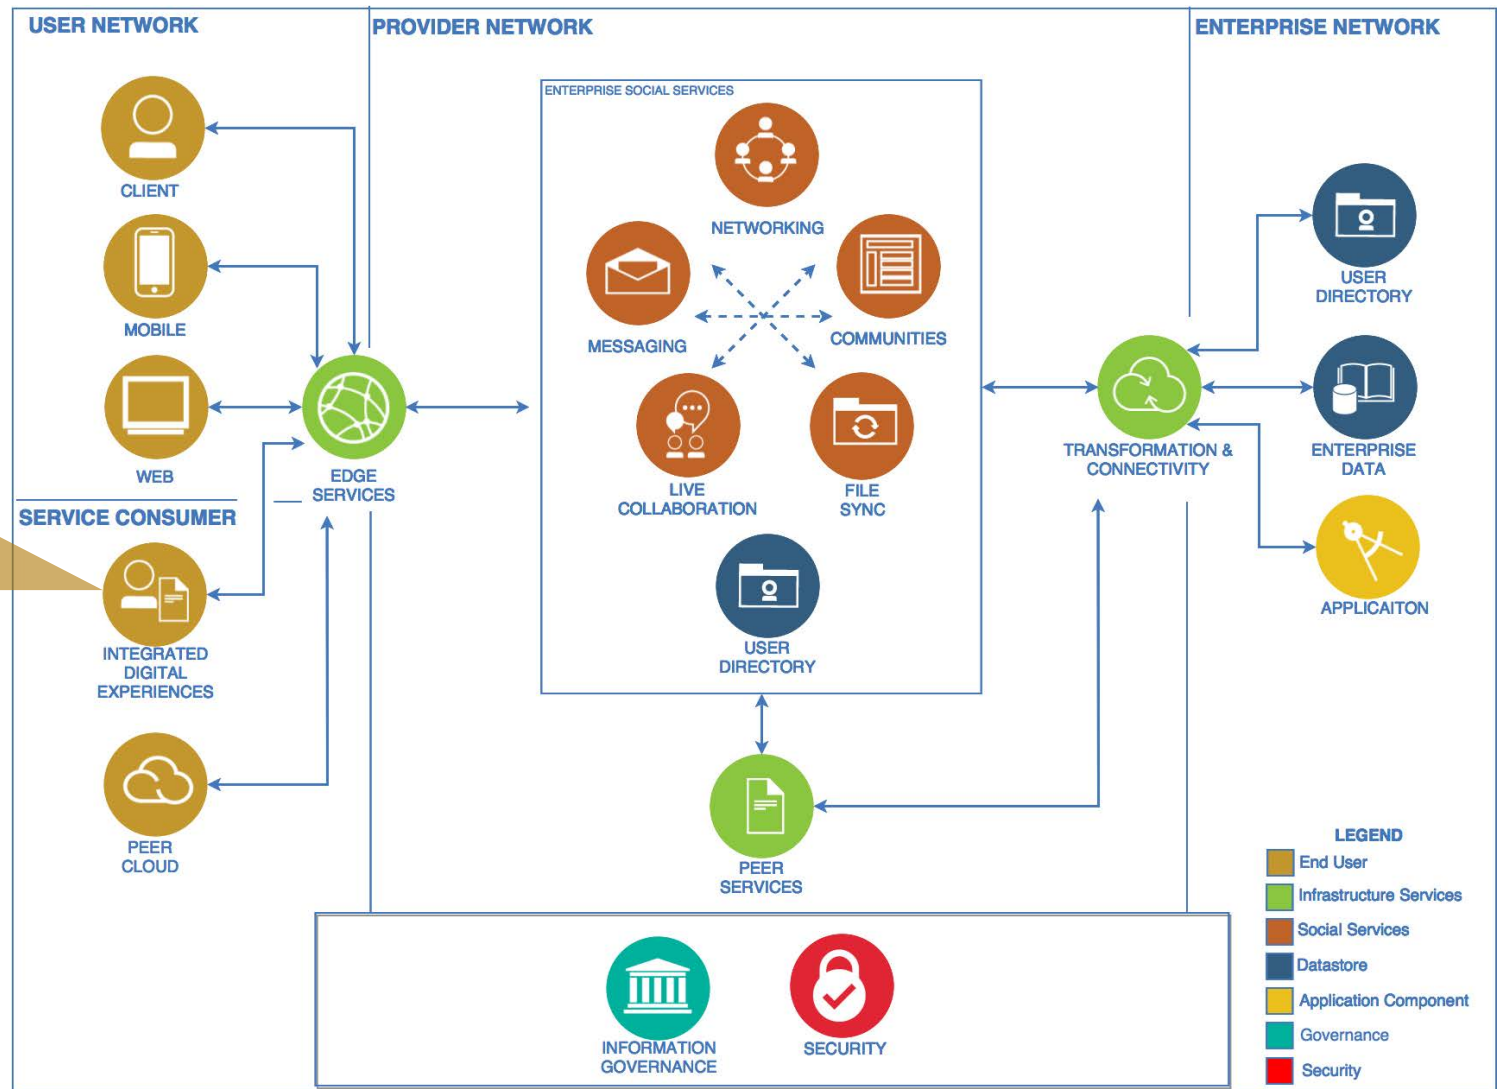 USER NETWORK
PROVIDER NETWORK
ENTERPRISE NETWORK
CLIENT
MOBILE
WEB
SERVICE CONSUMER
INTEGRATED
DIGITAL
EXPERIENCES
PEER
CLOUD
EDGE
SERVICES
ENTERPRISE SOCIAL SERVICES
NETWORKING
MESSAGING
COMMUNITIES
LIVE
COLLABORATION
FILE
SYNC
USER
DIRECTORY
PEER
SERVICES
TRANSFORMATION &
CONNECTIVITY
USER
DIRECTORY
ENTERPRISE
DATA
APPLICAITON
INFORMATION
GOVERNANCE
SECURITY
LEGEND
End User
Infrastructure Services
Social Services
Datastore
Application Component
Governance
Security